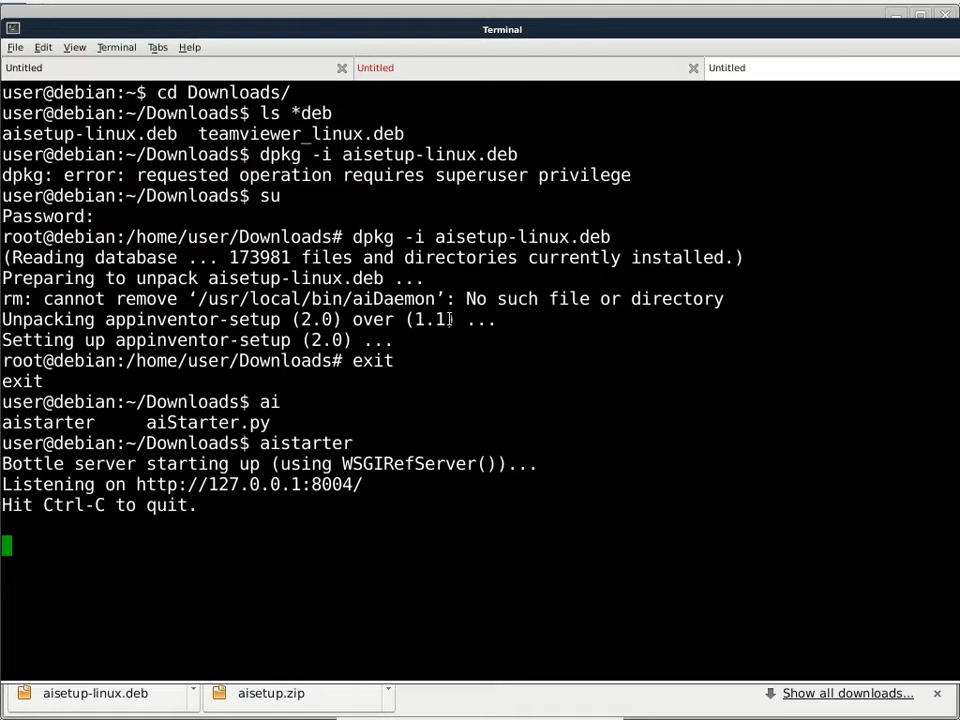 Terminal
File Edit View Terminal Tabs Help
Untitled Untitled Untitled
user@debian:~$ cd Downloads/
user@debian:~/Downloads$ ls *deb
aisetup-linux.deb  teamviewer_linux.deb
user@debian:~/Downloads$ dpkg -i aisetup-linux.deb
dpkg: error: requested operation requires superuser privilege
user@debian:~/Downloads$ su
Password:
root@debian:/home/user/Downloads# dpkg -i aisetup-linux.deb
(Reading database ... 173981 files and directories currently installed.)
Preparing to unpack aisetup-linux.deb ...
rm: cannot remove ‘/usr/local/bin/aiDaemon’: No such file or directory
Unpacking appinventor-setup (2.0) over (1.1) ...
Setting up appinventor-setup (2.0) ...
root@debian:/home/user/Downloads# exit
exit
user@debian:~/Downloads$ ai
aistarter     aiStarter.py
user@debian:~/Downloads$ aistarter
Bottle server starting up (using WSGIRefServer())...
Listening on http://127.0.0.1:8004/
Hit Ctrl-C to quit.
aisetup-linux.deb aisetup.zip Show all downloads...